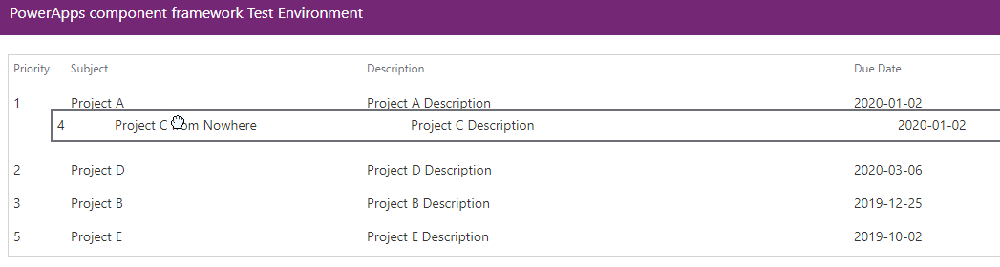 PowerApps component framework Test Environment
Priority Subject Description Due Date
1 Project A Project A Description 2020-01-02
4 Project C om Nowhere Project C Description 2020-01-02
2 Project D Project D Description 2020-03-06
3 Project B Project B Description 2019-12-25
5 Project E Project E Description 2019-10-02